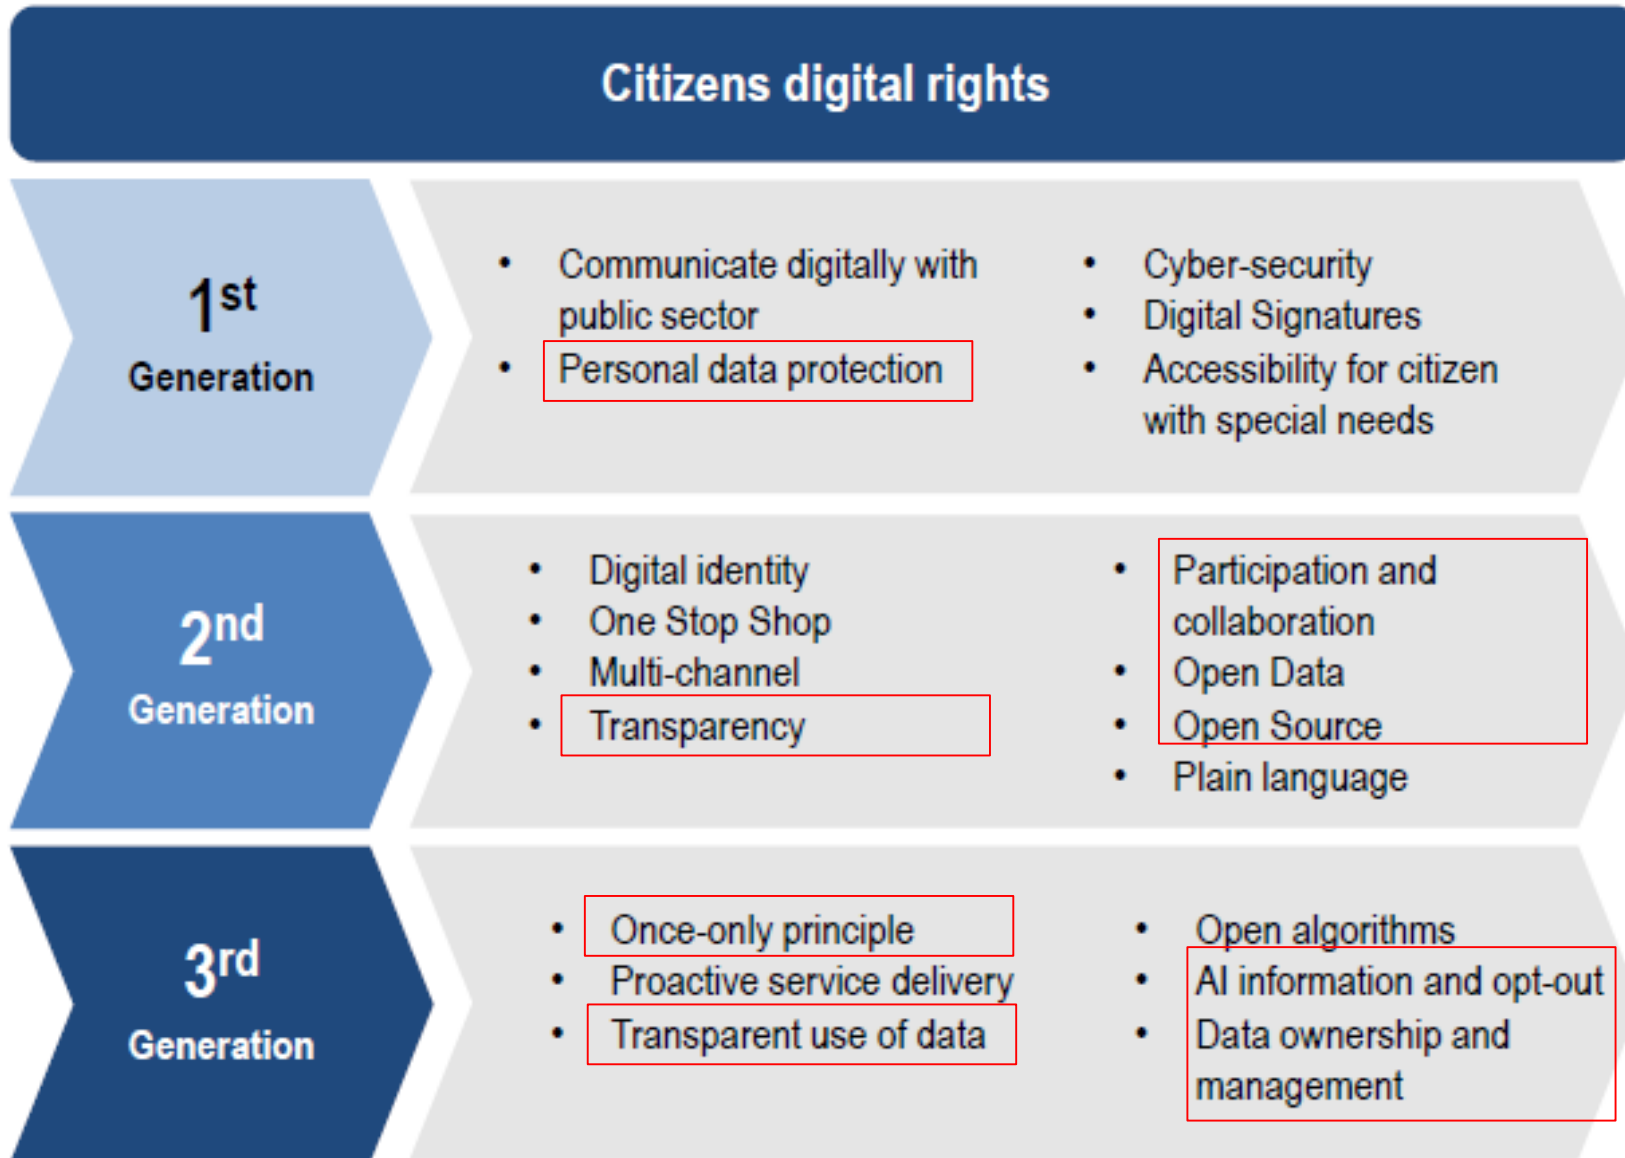 Citizens digital rights
1st
Generation
• Communicate digitally with
public sector
• Personal data protection
• Cyber-security
• Digital Signatures
• Accessibility for citizen
with special needs
2nd
Generation
• Digital identity
• One Stop Shop
• Multi-channel
• Transparency
• Participation and
collaboration
• Open Data
• Open Source
• Plain language
3rd
Generation
• Once-only principle
• Proactive service delivery
• Transparent use of data
• Open algorithms
• AI information and opt-out
• Data ownership and
management